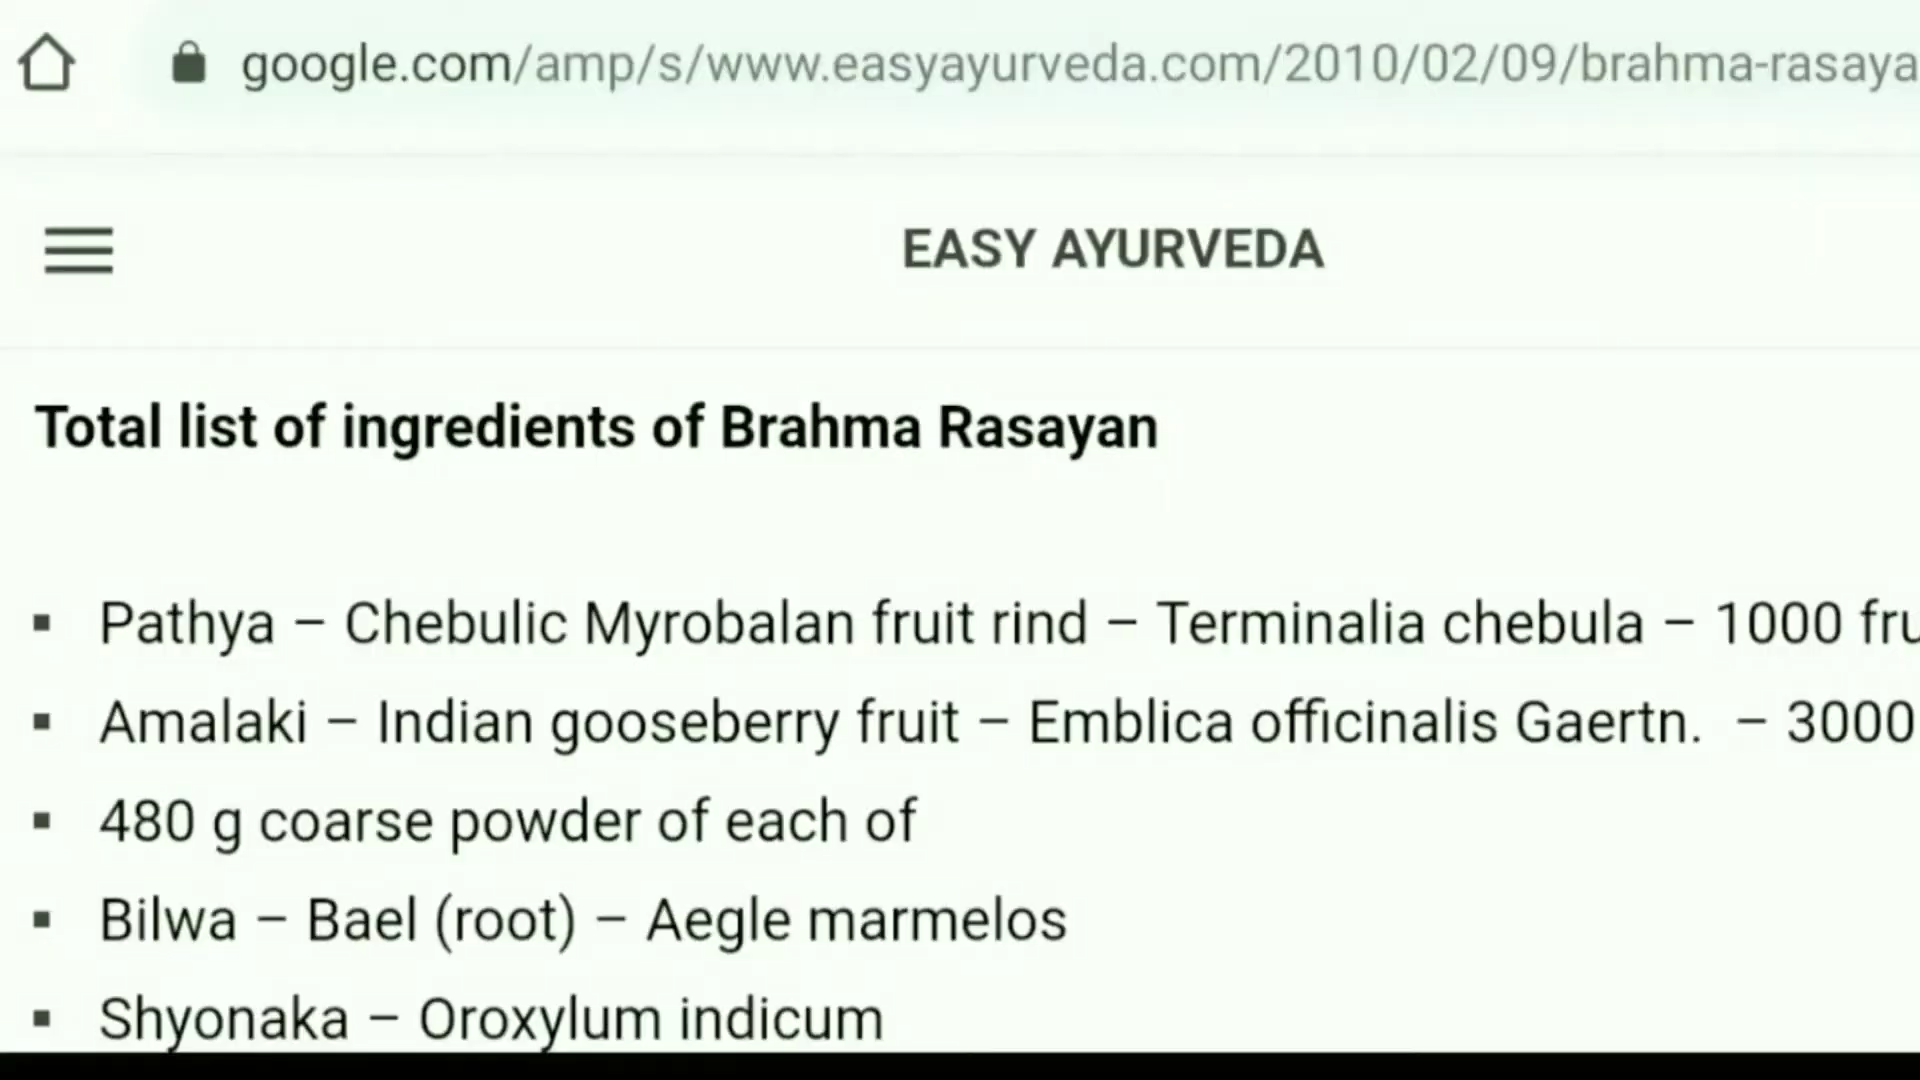 google.com/amp/s/www.easyayurveda.com/2010/02/09/brahma-rasaya
EASY AYURVEDA
Total list of ingredients of Brahma Rasayan
▪ Pathya – Chebulic Myrobalan fruit rind – Terminalia chebula – 1000 fru
▪ Amalaki – Indian gooseberry fruit – Emblica officinalis Gaertn. – 3000
▪ 480 g coarse powder of each of
▪ Bilwa – Bael (root) – Aegle marmelos
▪ Shyonaka – Oroxylum indicum